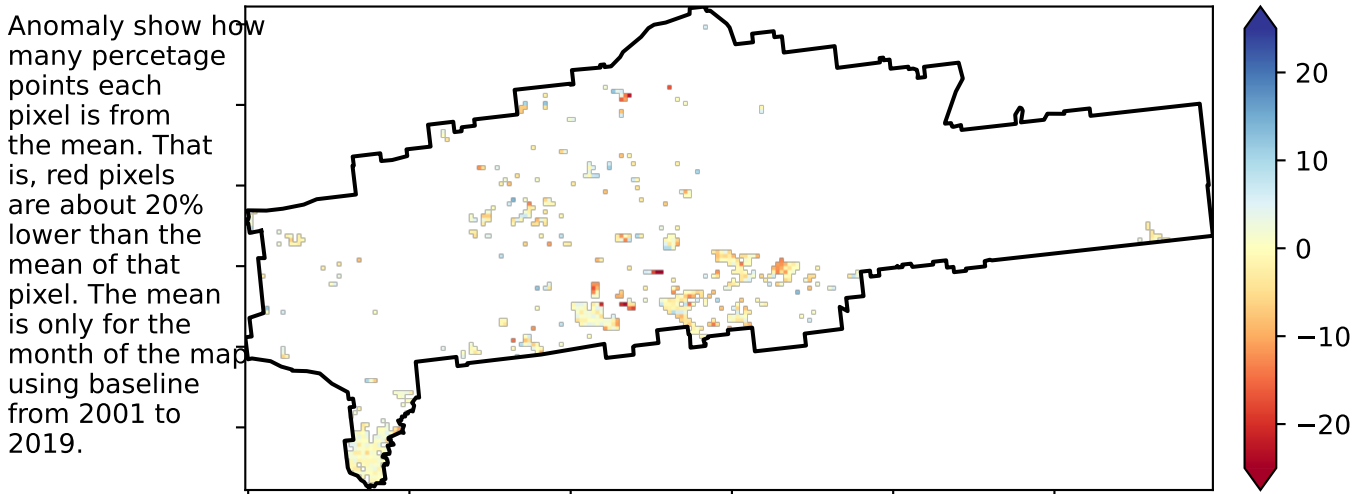 Anomaly show how
many percetage
points each
pixel is from
the mean. That
is, red pixels
are about 20%
lower than the
mean of that
pixel. The mean
is only for the
month of the map
using baseline
from 2001 to
2019.
20
10
0
−10
−20